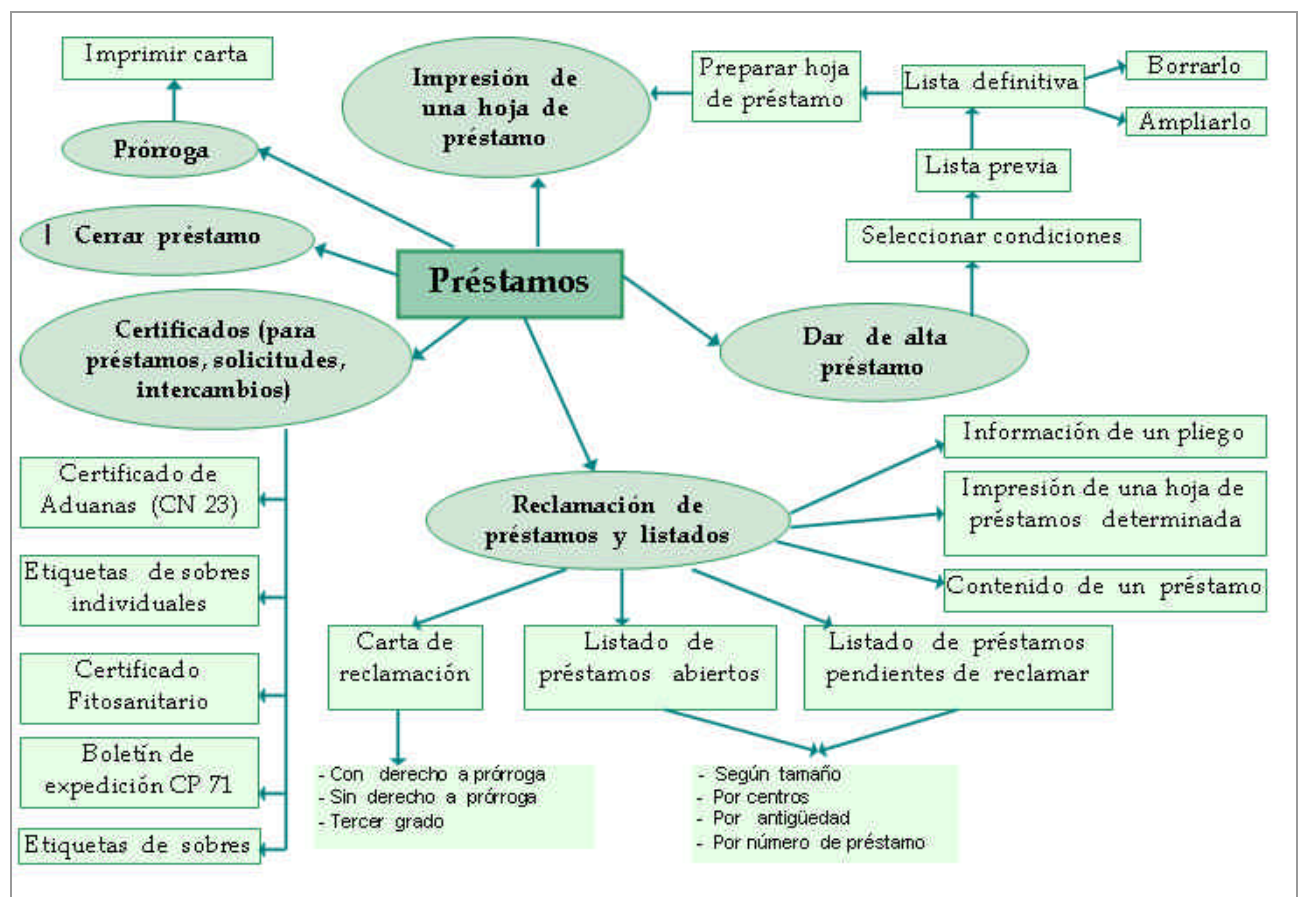 Imprimir carta
Prórroga
Impresión de
una hoja de
préstamo
Preparar hoja
de préstamo
Lista definitiva
Borrarlo
Ampliarlo
Lista previa
Seleccionar condiciones
| Cerrar préstamo
Préstamos
Certificados (para
préstamos, solicitudes,
intercambios)
Dar de alta
préstamo
Certificado de
Aduanas (CN 23)
Etiquetas de sobres
individuales
Certificado
Fitosanitario
Boletín de
expedición CP 71
Etiquetas de sobres
Reclamación de
préstamos y listados
Información de un pliego
Impresión de una hoja de
préstamos determinada
Contenido de un préstamo
Carta de
reclamación
Listado de
préstamos abiertos
Listado de préstamos
pendientes de reclamar
- Con derecho a prórroga
- Sin derecho a prórroga
- Tercer grado
- Según tamaño
- Por centros
- Por antigüedad
- Por número de préstamo